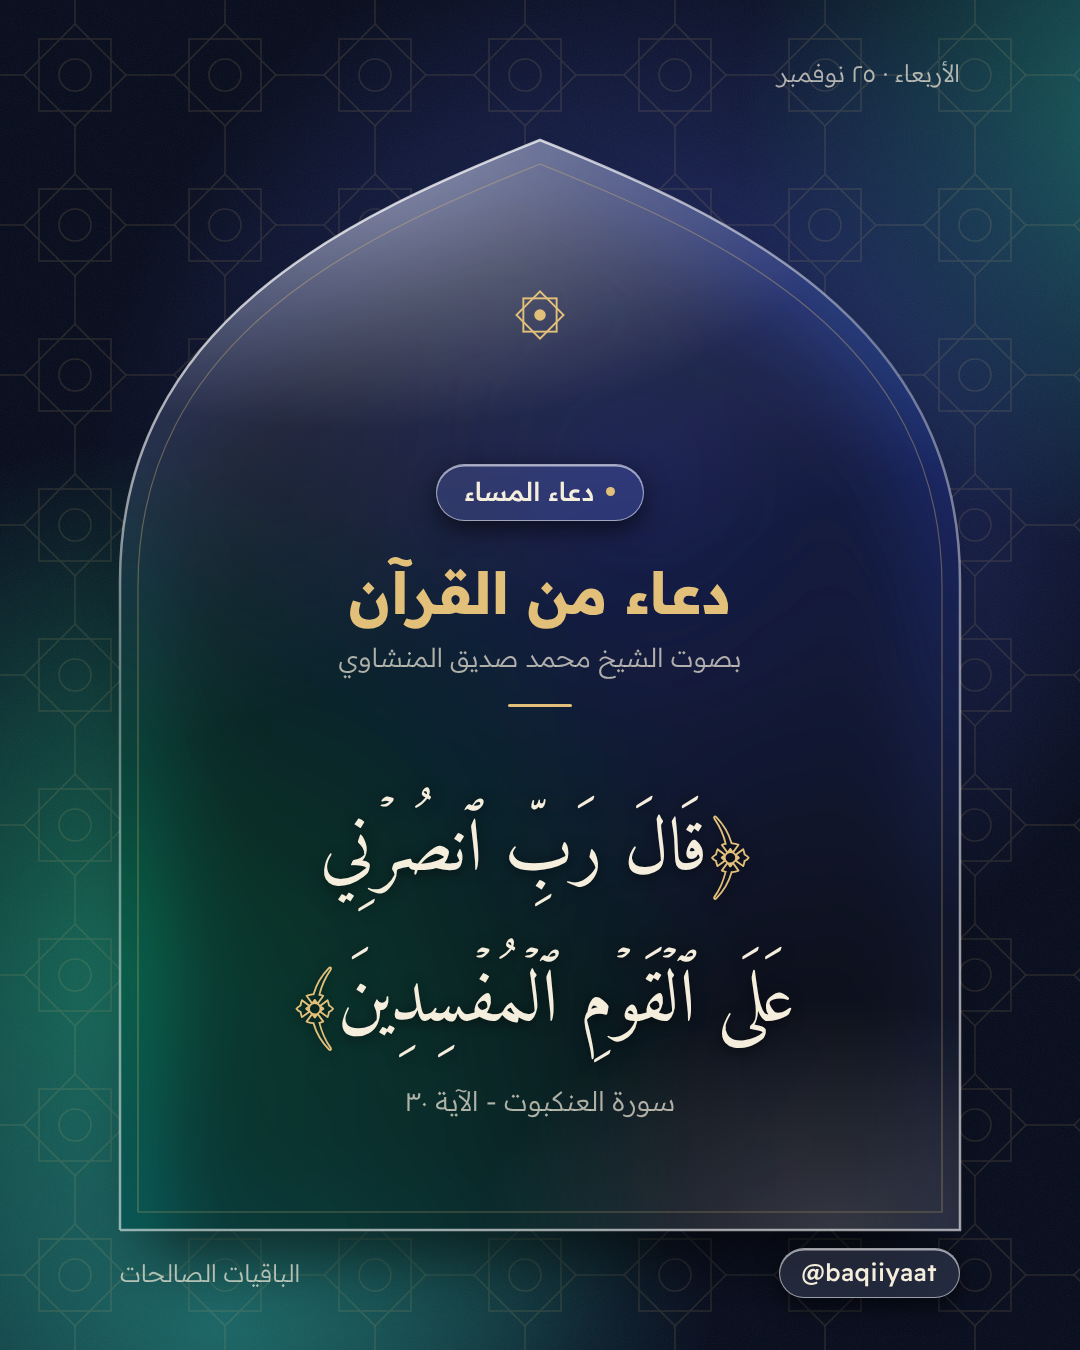 الأربعاء · ٢٥ نوفمبر
دعاء المساء
دعاء من القرآن
بصوت الشيخ محمد صديق المنشاوي
﴿قَالَ رَبِّ ٱنصُرۡنِي
عَلَى ٱلۡقَوۡمِ ٱلۡمُفۡسِدِينَ﴾
سورة العنكبوت - الآية ٣٠
@baqiiyaat
الباقيات الصالحات